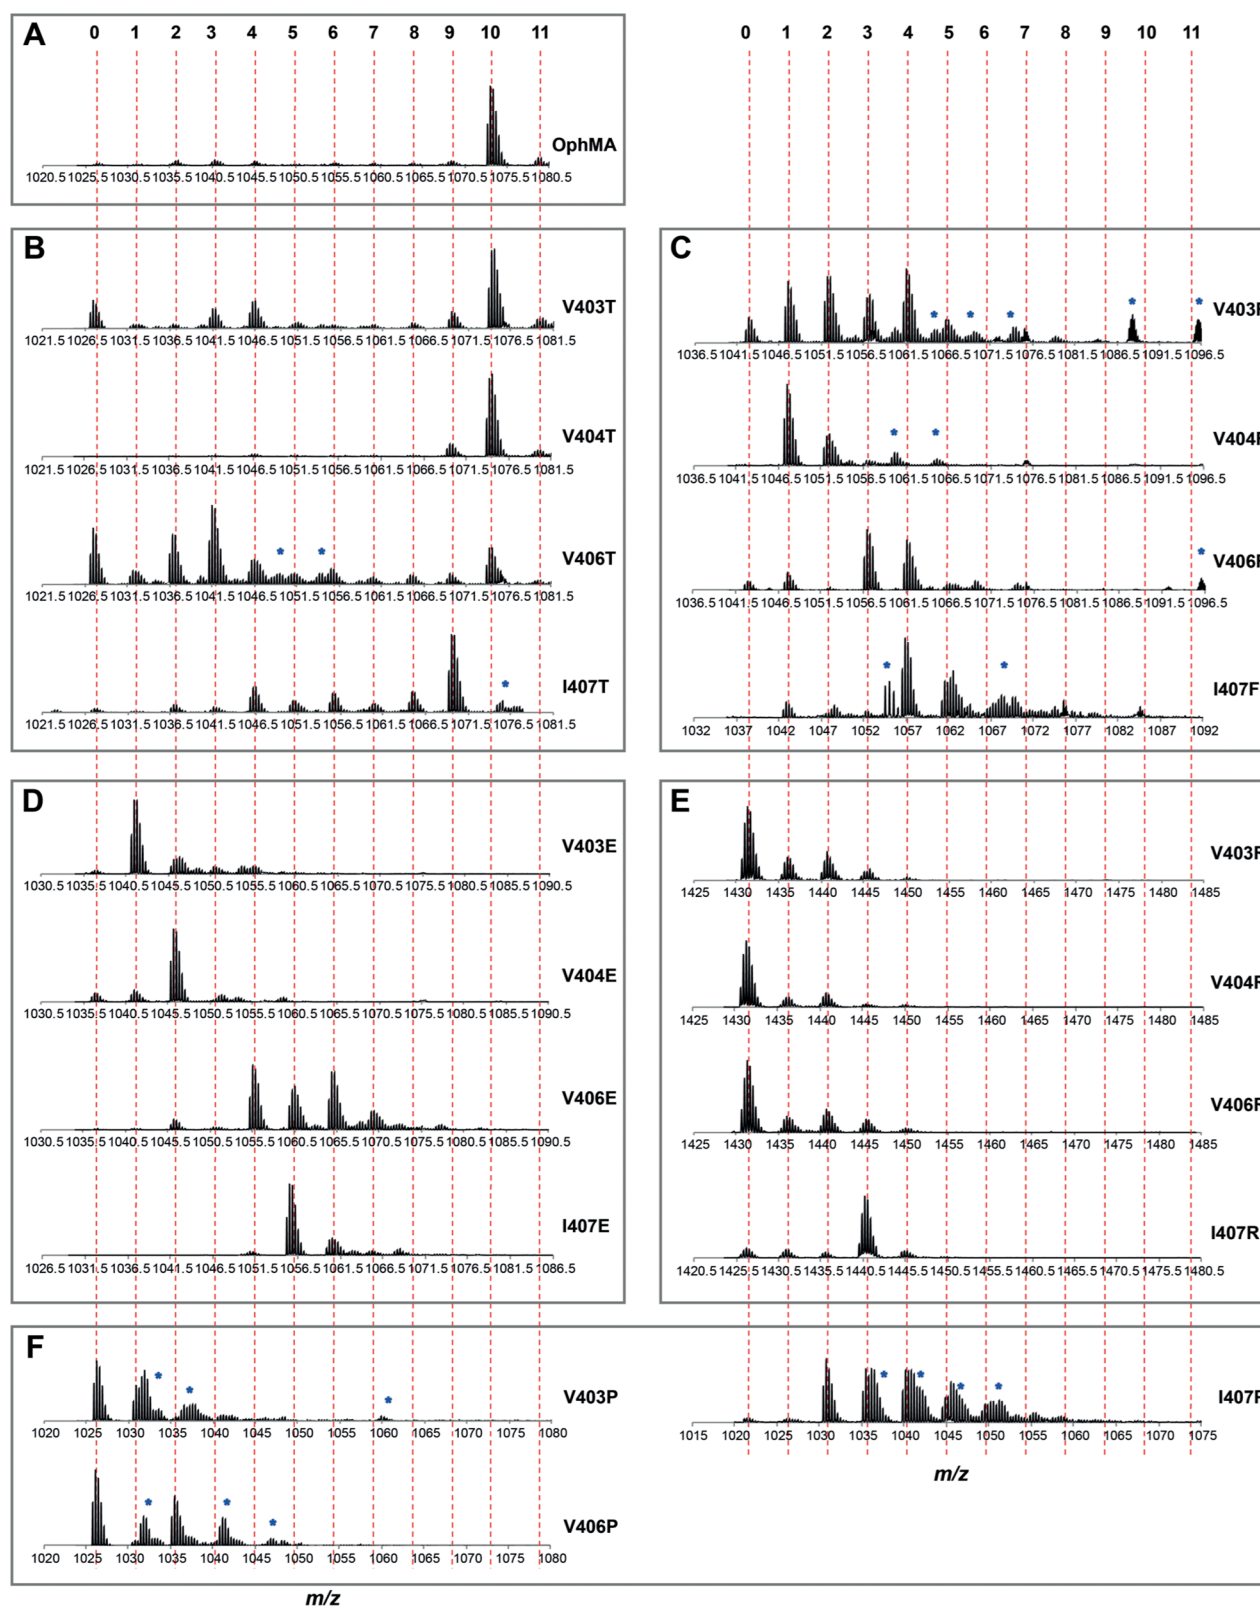 A
0 1 2 3 4 5 6 7 8 9 10 11
OphMA
1020.5 1025.5 1030.5 1035.5 1040.5 1045.5 1050.5 1055.5 1060.5 1065.5 1070.5 1075.5 1080.5
B
V403T
1021.5 1026.5 1031.5 1036.5 1041.5 1046.5 1051.5 1056.5 1061.5 1066.5 1071.5 1076.5 1081.5
V404T
1021.5 1026.5 1031.5 1036.5 1041.5 1046.5 1051.5 1056.5 1061.5 1066.5 1071.5 1076.5 1081.5
V406T
1021.5 1026.5 1031.5 1036.5 1041.5 1046.5 1051.5 1056.5 1061.5 1066.5 1071.5 1076.5 1081.5
I407T
1021.5 1026.5 1031.5 1036.5 1041.5 1046.5 1051.5 1056.5 1061.5 1066.5 1071.5 1076.5 1081.5
0 1 2 3 4 5 6 7 8 9 10 11
C
V403
1036.5 1041.5 1046.5 1051.5 1056.5 1061.5 1066.5 1071.5 1076.5 1081.5 1086.5 1091.5 1096.5
V404
1036.5 1041.5 1046.5 1051.5 1056.5 1061.5 1066.5 1071.5 1076.5 1081.5 1086.5 1091.5 1096.5
V406
1036.5 1041.5 1046.5 1051.5 1056.5 1061.5 1066.5 1071.5 1076.5 1081.5 1086.5 1091.5 1096.5
I407F
1032 1037 1042 1047 1052 1057 1062 1067 1072 1077 1082 1087 1092
D
V403E
1030.5 1035.5 1040.5 1045.5 1050.5 1055.5 1060.5 1065.5 1070.5 1075.5 1080.5 1085.5 1090.5
V404E
1030.5 1035.5 1040.5 1045.5 1050.5 1055.5 1060.5 1065.5 1070.5 1075.5 1080.5 1085.5 1090.5
V406E
1030.5 1035.5 1040.5 1045.5 1050.5 1055.5 1060.5 1065.5 1070.5 1075.5 1080.5 1085.5 1090.5
I407E
1026.5 1031.5 1036.5 1041.5 1046.5 1051.5 1056.5 1061.5 1066.5 1071.5 1076.5 1081.5 1086.5
E
V403
1425 1430 1435 1440 1445 1450 1455 1460 1465 1470 1475 1480 1485
V404
1425 1430 1435 1440 1445 1450 1455 1460 1465 1470 1475 1480 1485
V406
1425 1430 1435 1440 1445 1450 1455 1460 1465 1470 1475 1480 1485
I407R
1420.5 1425.5 1430.5 1435.5 1440.5 1445.5 1450.5 1455.5 1460.5 1465.5 1470.5 1475.5 1480.5
F
V403P
1020 1025 1030 1035 1040 1045 1050 1055 1060 1065 1070 1075 1080
V406P
1020 1025 1030 1035 1040 1045 1050 1055 1060 1065 1070 1075 1080
m/z
I407
1015 1020 1025 1030 1035 1040 1045 1050 1055 1060 1065 1070 1075
m/z